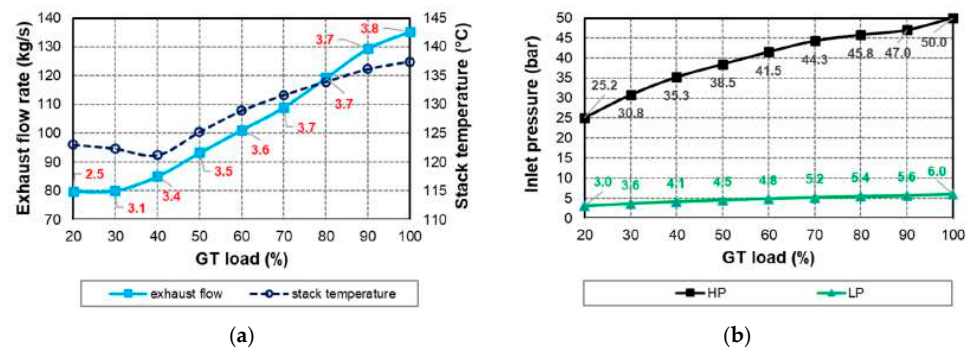 (a)
Exhaust flow rate (kg/s)
140
130
120
110
100
90
80
70
2.5
3.1
3.4
3.5
3.6
3.7
3.7
3.7
3.8
145
140
135
130
125
120
115
110
Stack temperature (°C)
20 30 40 50 60 70 80 90 100
GT load (%)
exhaust flow
stack temperature
(b)
Inlet pressure (bar)
50
45
40
35
30
25
20
15
10
5
0
25.2
30.8
35.3
38.5
41.5
44.3
45.8
47.0
50.0
3.0 3.6 4.1 4.5 4.8 5.2 5.4 5.6 6.0
20 30 40 50 60 70 80 90 100
GT load (%)
HP
LP
(a)
(b)